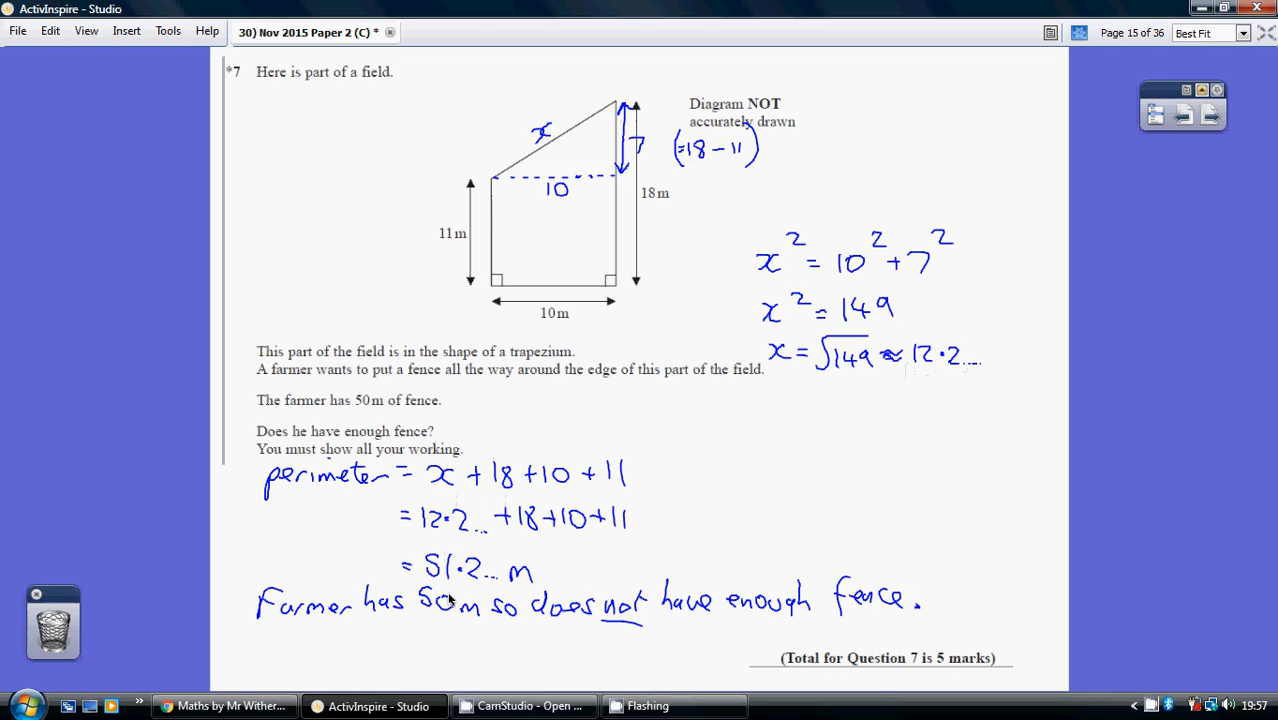 ActivInspire - Studio
File Edit View Insert Tools Help 30) Nov 2015 Paper 2 (C) * Page 15 of 36 Best Fit
*7 Here is part of a field.
Diagram NOT
accurately drawn
x
7 (=18 - 11)
10
18 m
11 m
10 m
x² = 10² + 7²
x² = 149
x = √149 ≈ 12·2....
This part of the field is in the shape of a trapezium.
A farmer wants to put a fence all the way around the edge of this part of the field.
The farmer has 50 m of fence.
Does he have enough fence?
You must show all your working.
perimeter = x + 18 + 10 + 11
= 12·2... + 18 + 10 + 11
= 51·2... m
Farmer has 50m so does not have enough fence.
(Total for Question 7 is 5 marks)
Maths by Mr Wither... ActivInspire - Studio CamStudio - Open ... Flashing 19:57